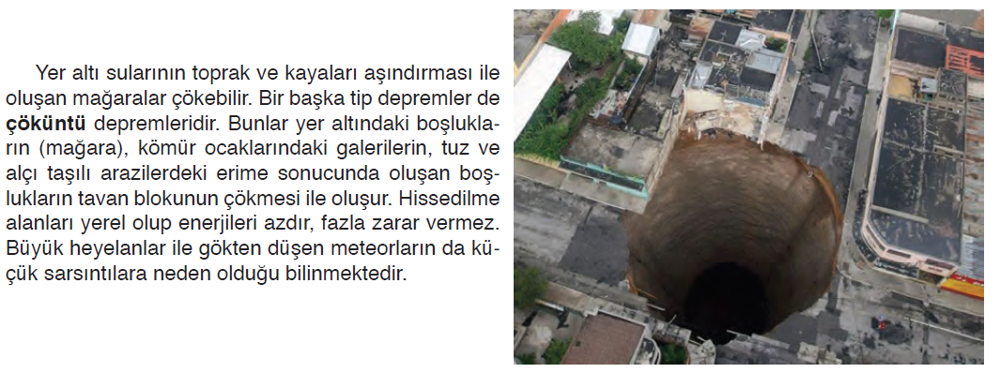 Yer altı sularının toprak ve kayaları aşındırması ile
oluşan mağaralar çökebilir. Bir başka tip depremler de
çöküntü depremleridir. Bunlar yer altındaki boşlukla-
rın (mağara), kömür ocaklarındaki galerilerin, tuz ve
alçı taşılı arazilerdeki erime sonucunda oluşan boş-
lukların tavan blokunun çökmesi ile oluşur. Hissedilme
alanları yerel olup enerjileri azdır, fazla zarar vermez.
Büyük heyelanlar ile gökten düşen meteorların da kü-
çük sarsıntılara neden olduğu bilinmektedir.